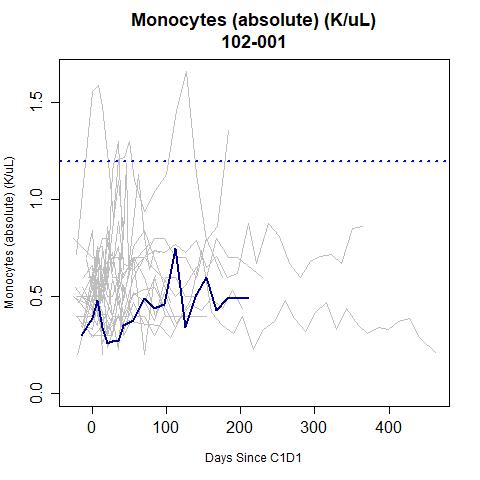 Monocytes (absolute) (K/uL)
102-001
Monocytes (absolute) (K/uL)
1.5
1.0
0.5
0.0
0 100 200 300 400
Days Since C1D1